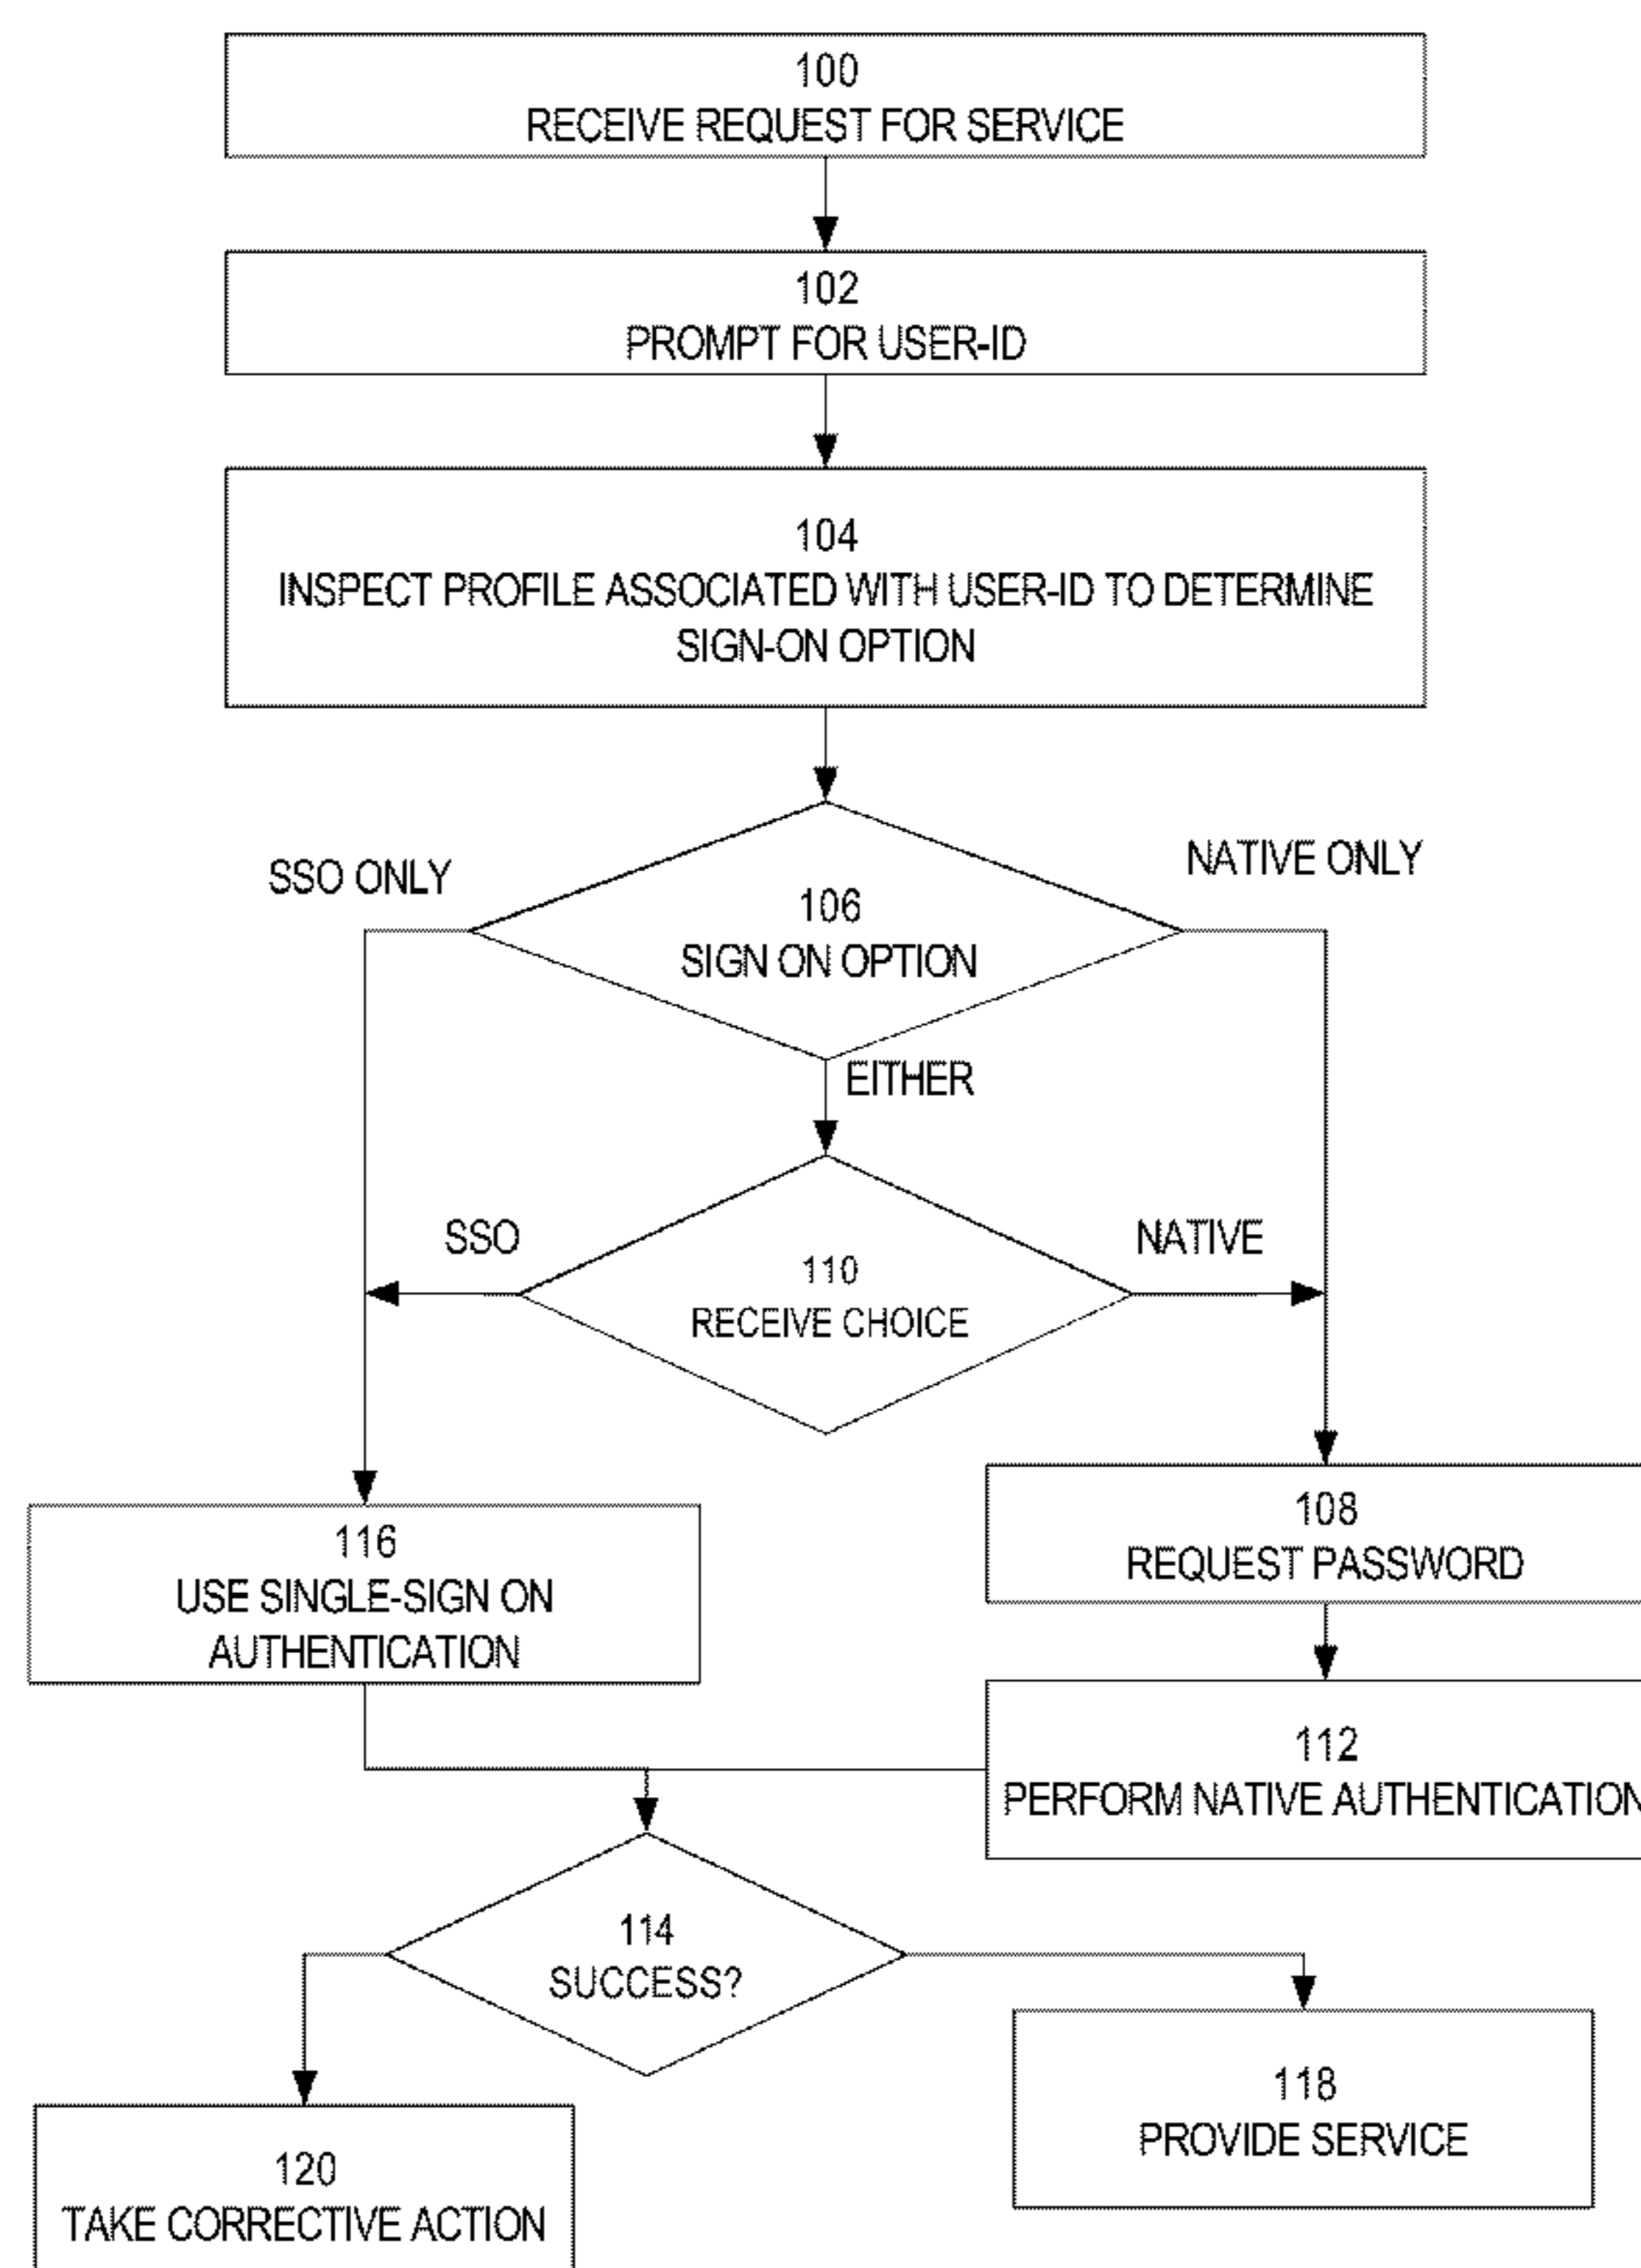 100
RECEIVE REQUEST FOR SERVICE
102
PROMPT FOR USER-ID
104
INSPECT PROFILE ASSOCIATED WITH USER-ID TO DETERMINE
SIGN-ON OPTION
SSO ONLY
NATIVE ONLY
106
SIGN ON OPTION
EITHER
SSO
NATIVE
110
RECEIVE CHOICE
116
USE SINGLE-SIGN ON
AUTHENTICATION
108
REQUEST PASSWORD
112
PERFORM NATIVE AUTHENTICATION
114
SUCCESS?
118
PROVIDE SERVICE
120
TAKE CORRECTIVE ACTION